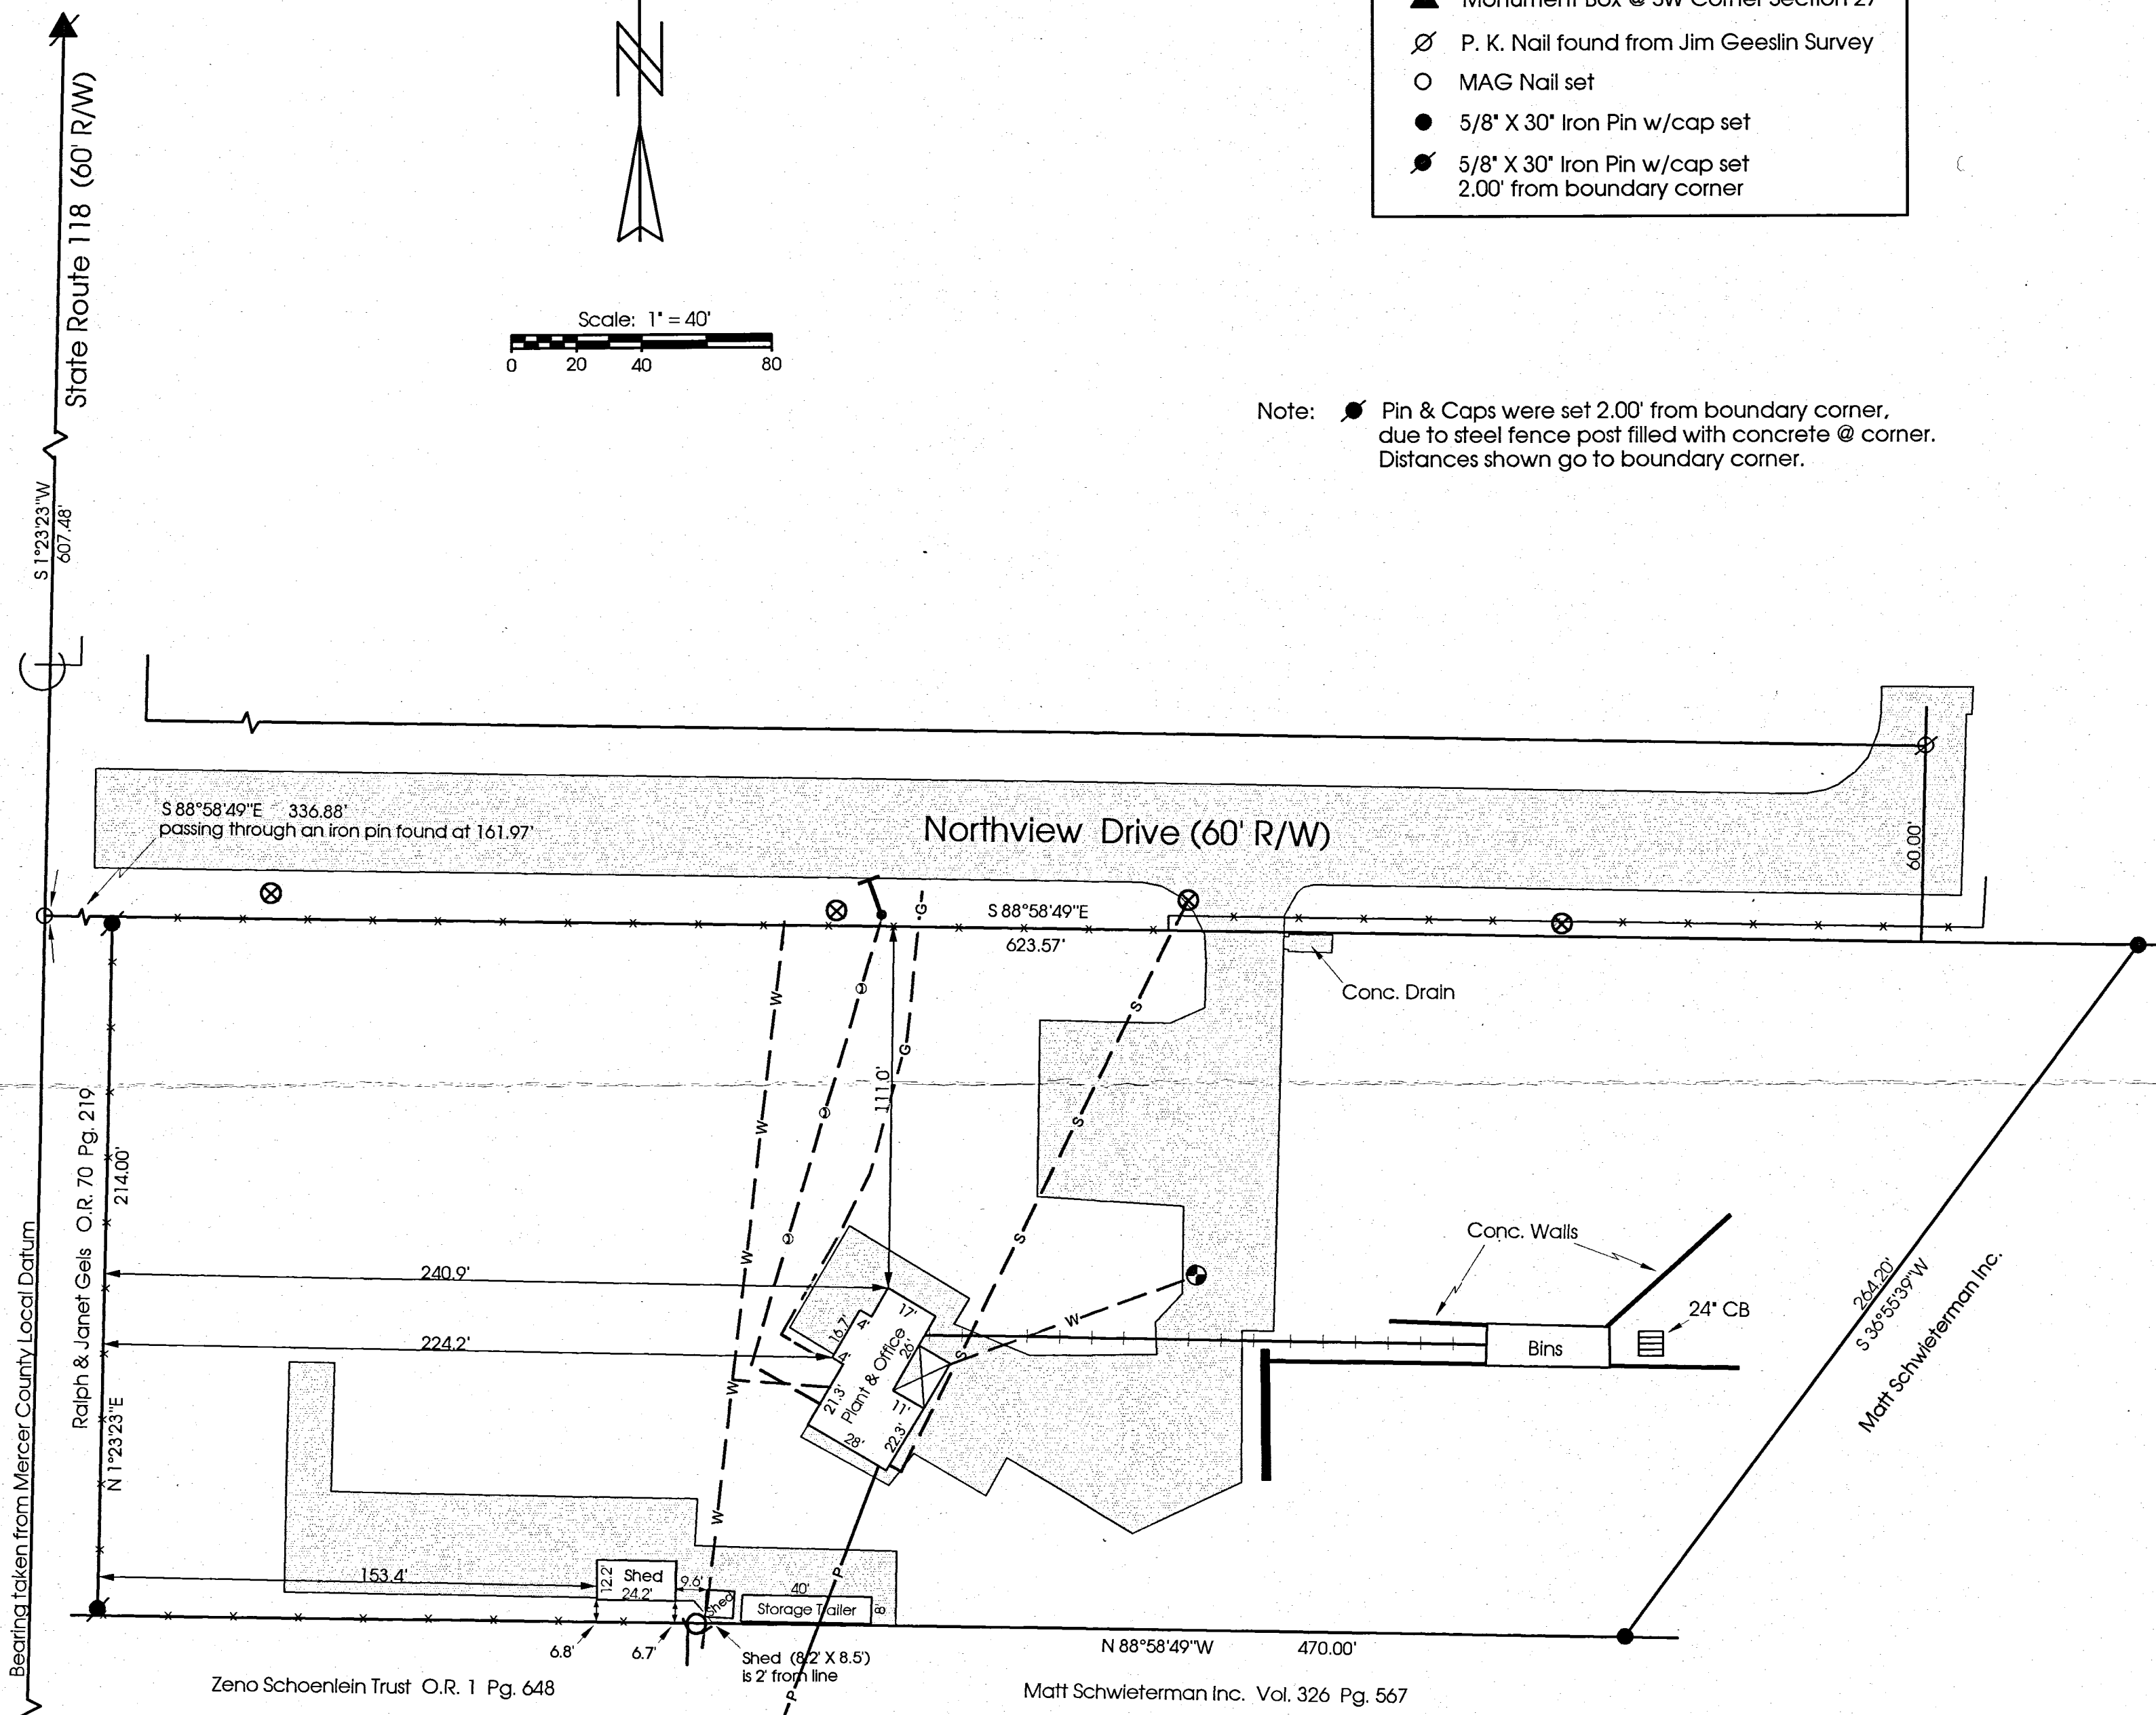 Monument Box @ SW Corner Section 27
P. K. Nail found from Jim Geeslin Survey
MAG Nail set
5/8" X 30" Iron Pin w/cap set
5/8" X 30" Iron Pin w/cap set
2.00' from boundary corner
N
State Route 118 (60' R/W)
Scale: 1" = 40'
0 20 40 80
Note: Pin & Caps were set 2.00' from boundary corner,
due to steel fence post filled with concrete @ corner.
Distances shown go to boundary corner.
S 1°23'23"W
607.48'
S 88°58'49"E 336.88'
passing through an iron pin found at 161.97'
Northview Drive (60' R/W)
60.00'
G
S 88°58'49"E
623.57'
Conc. Drain
W
S
G
111.0'
W
S
Ralph & Janet Gels O.R. 70 Pg. 219
214.00'
N 1°23'23"E
Bearing taken from Mercer County Local Datum
W
S
240.9'
224.2'
17'
16.7'
4'
4'
26'
Plant & Office
21.3'
11'
28'
22.3'
W
S
W
W
Conc. Walls
24" CB
Bins
264.20'
S 36°55'39"W
Matt Schwieterman Inc.
153.4'
12.2'
Shed
24.2'
9.6'
Shed
40'
Storage Trailer
8'
P
6.8'
6.7'
Shed (8.2' X 8.5')
is 2' from line
P
N 88°58'49"W 470.00'
Zeno Schoenlein Trust O.R. 1 Pg. 648
Matt Schwieterman Inc. Vol. 326 Pg. 567